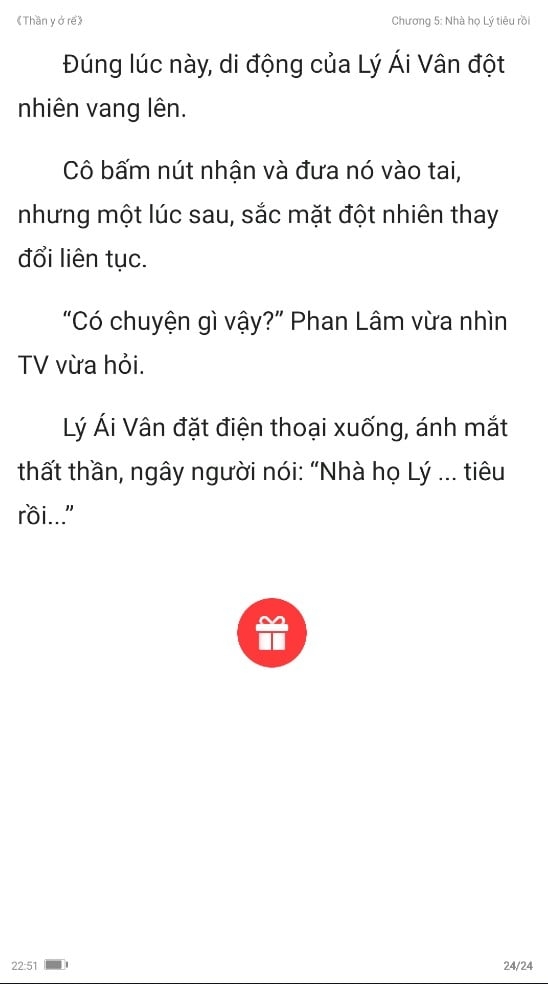 《Thần y ở rể》
Chương 5: Nhà họ Lý tiêu rồi
Đúng lúc này, di động của Lý Ái Vân đột
nhiên vang lên.
Cô bấm nút nhận và đưa nó vào tai,
nhưng một lúc sau, sắc mặt đột nhiên thay
đổi liên tục.
“Có chuyện gì vậy?” Phan Lâm vừa nhìn
TV vừa hỏi.
Lý Ái Vân đặt điện thoại xuống, ánh mắt
thất thần, ngây người nói: “Nhà họ Lý ... tiêu
rồi...”
22:51
24/24